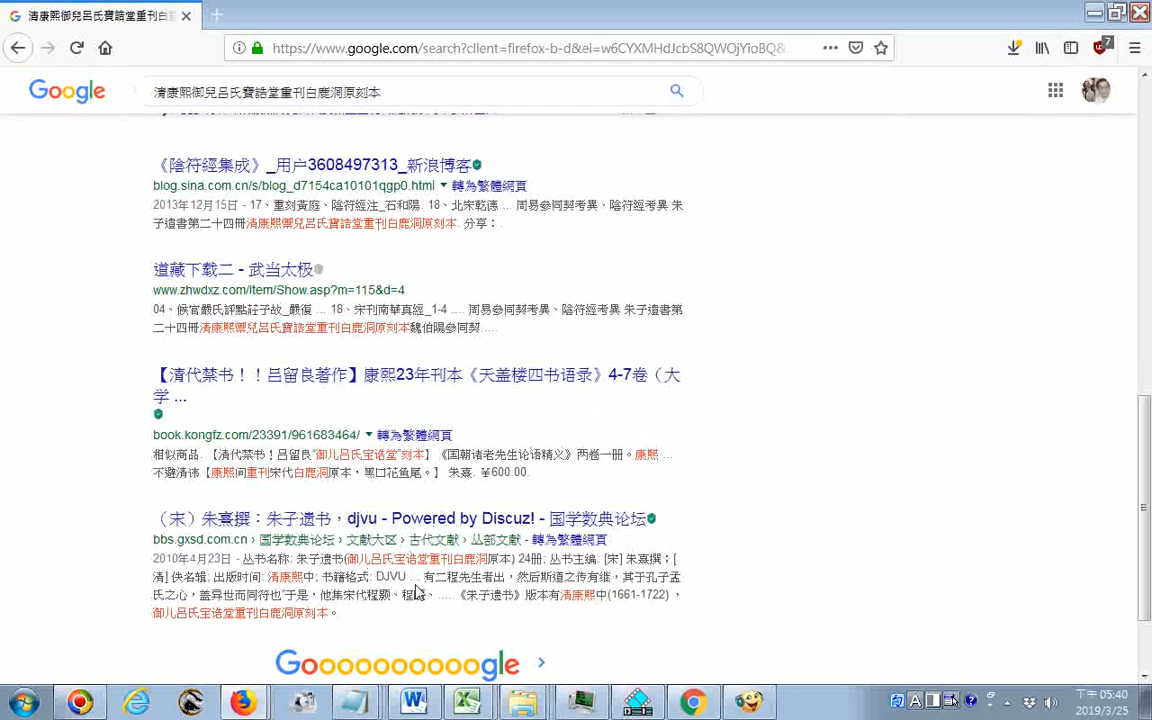 清康熙御兒呂氏寶誥堂重刊白
https://www.google.com/search?client=firefox-b-d&ei=w6CYXMHdJcbS8QWOjYioBQ&
7
Google
清康熙御兒呂氏寶誥堂重刊白鹿洞原刻本
《陰符經集成》_用户3608497313_新浪博客
blog.sina.com.cn/s/blog_d7154ca10101qgp0.html ▼ 轉為繁體網頁
2013年12月15日 - 17、重刻黃庭、陰符經注_石和陽. 18、北宋乾德 ... 周易參同契考異、陰符經考異 朱
子遺書第二十四冊清康熙禦兒呂氏寶誥堂重刊白鹿洞原刻本. 分享：.
道藏下载二 - 武当太极
www.zhwdxz.com/Item/Show.asp?m=115&d=4
04、候官嚴氏評點莊子故_嚴復 ... 18、宋刊南華真經_1-4 .... 周易參同契考異、陰符經考異 朱子遺書第
二十四冊清康熙禦兒呂氏寶誥堂重刊白鹿洞原刻本魏伯陽參同契....
【清代禁书！！吕留良著作】康熙23年刊本《天盖楼四书语录》4-7卷（大
学 ...
book.kongfz.com/23391/961683464/ ▼ 轉為繁體網頁
相似商品. 【清代禁书！吕留良"御儿吕氏宝诰堂"刻本】《国朝诸老先生论语精义》两卷一册。康熙 ...
不避清讳【康熙间重刊宋代白鹿洞原本，黑口花鱼尾。】 朱熹. ￥600.00.
（宋）朱熹撰：朱子遗书，djvu - Powered by Discuz! - 国学数典论坛
bbs.gxsd.com.cn › 国学数典论坛 › 文献大区 › 古代文献 › 丛部文献 - 轉為繁體網頁
2010年4月23日 - 丛书名称: 朱子遗书(御儿吕氏宝诰堂重刊白鹿洞原本) 24册; 丛书主编: [宋] 朱熹撰；[
清] 佚名辑; 出版时间: 清康熙中; 书籍格式: DJVU ... 有二程先生者出，然后斯道之传有继，其于孔子孟
氏之心，盖异世而同符也"于是，他集宋代程颢、程颐、 .... 《朱子遗书》版本有清康熙中(1661-1722) ，
御儿吕氏宝诰堂重刊白鹿洞原刻本。
Goooooooooogle
下午 05:40
2019/3/25